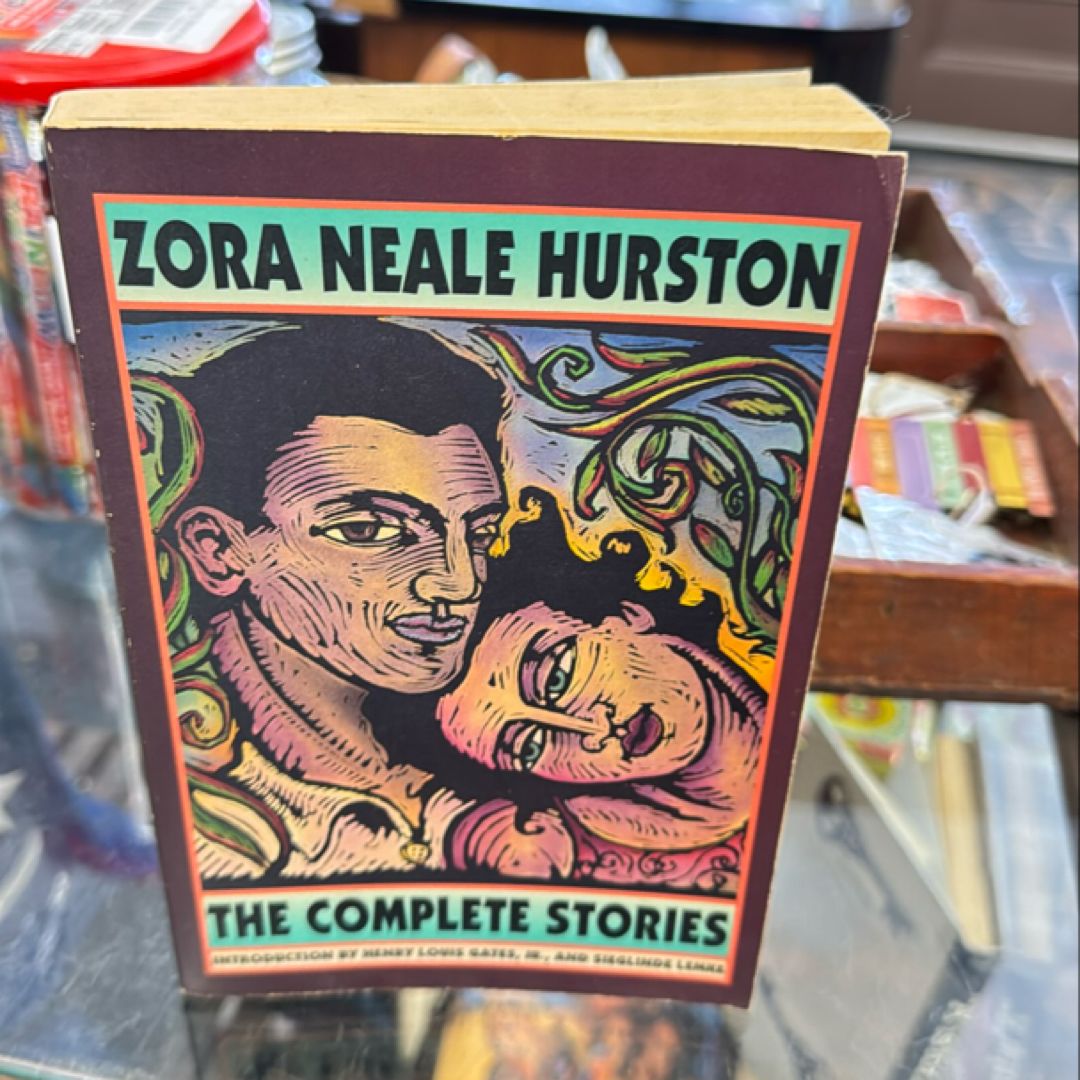 ZORA NEALE HURSTON
THE COMPLETE STORIES
INTRODUCTION BY HENRY LOUIS GATES, JR., AND SIEGLINDE LEMKE